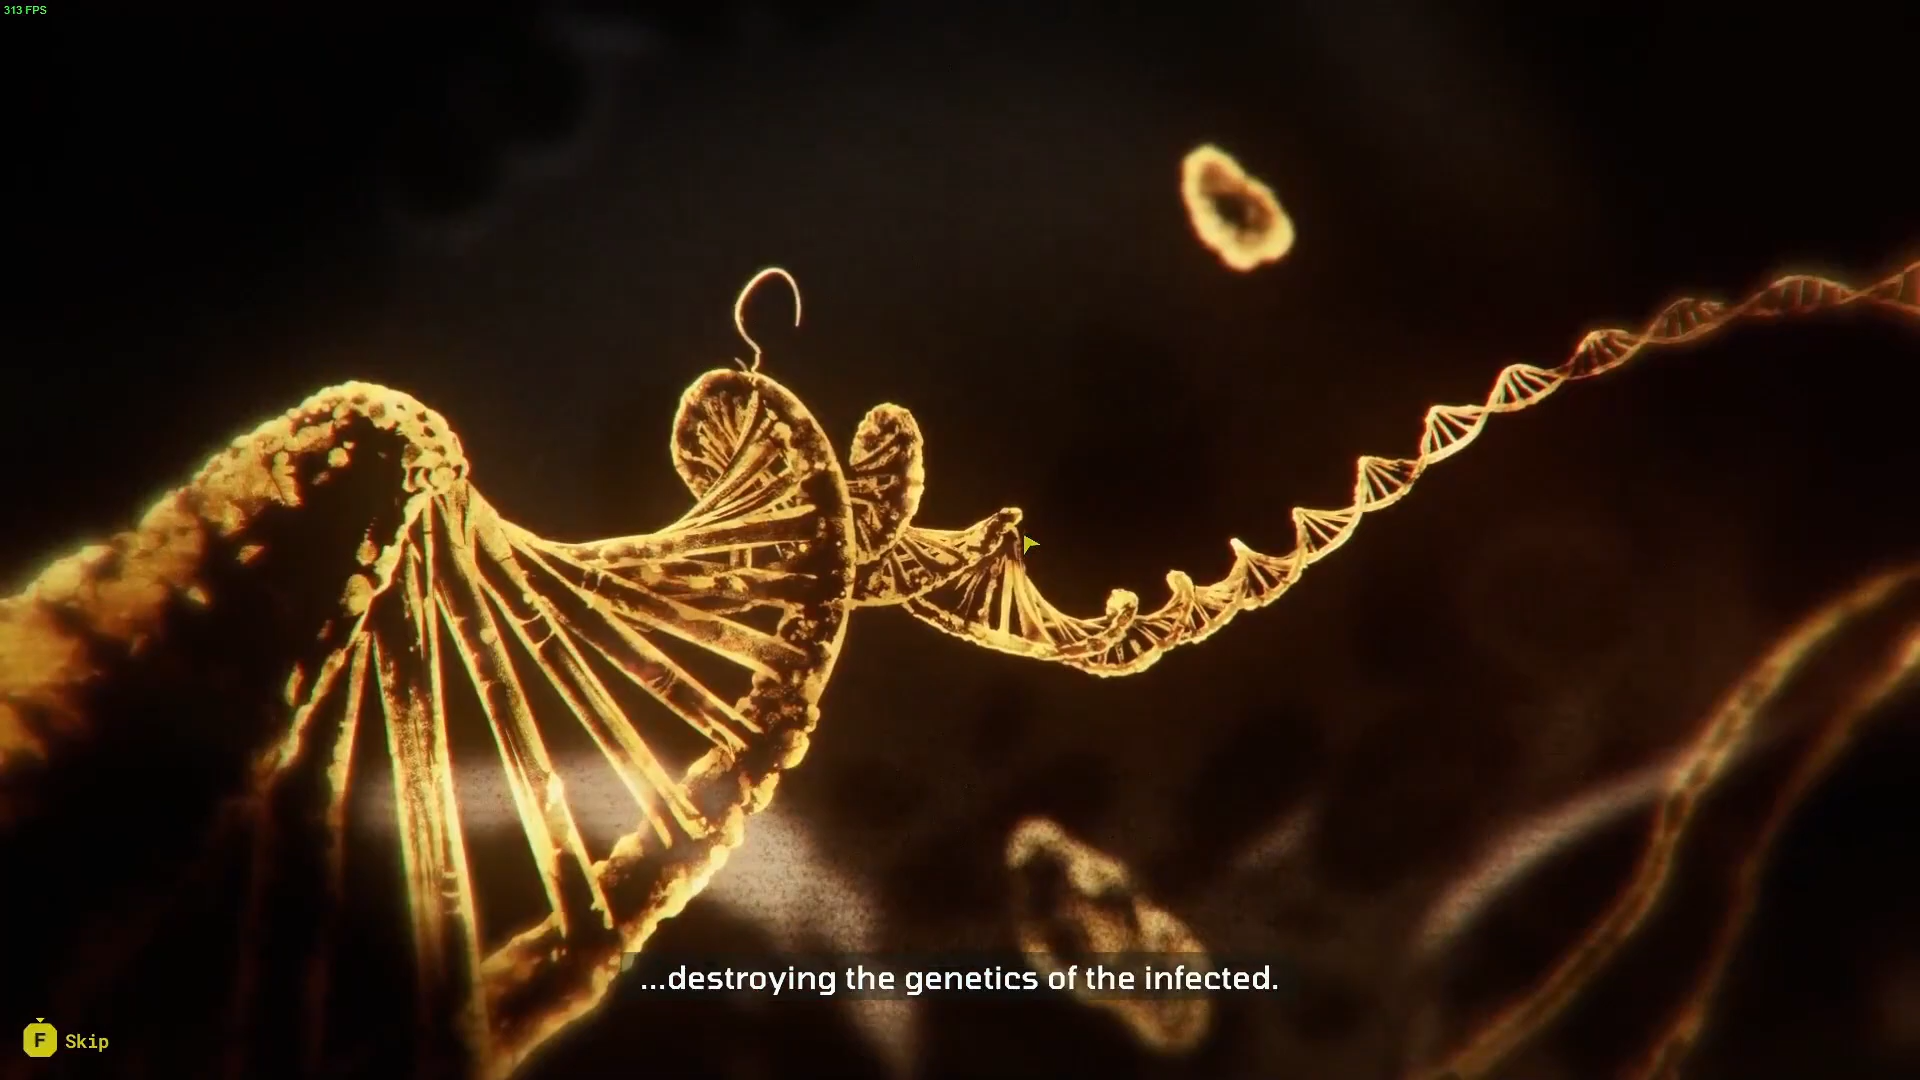 313 FPS
...destroying the genetics of the infected.
F Skip